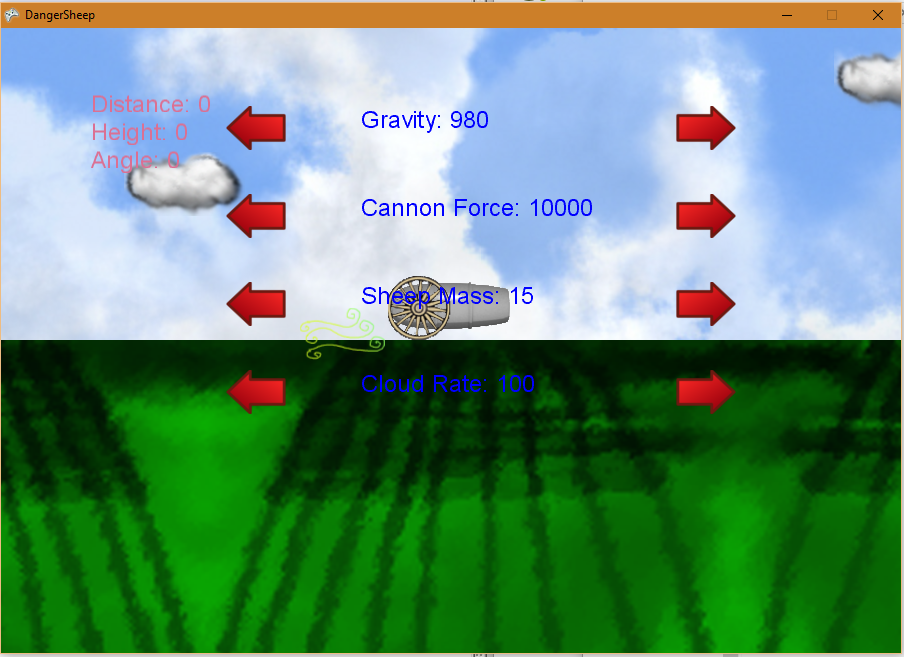 DangerSheep
Distance: 0
Height: 0
Angle: 0
Gravity: 980
Cannon Force: 10000
Sheep Mass: 15
Cloud Rate: 100